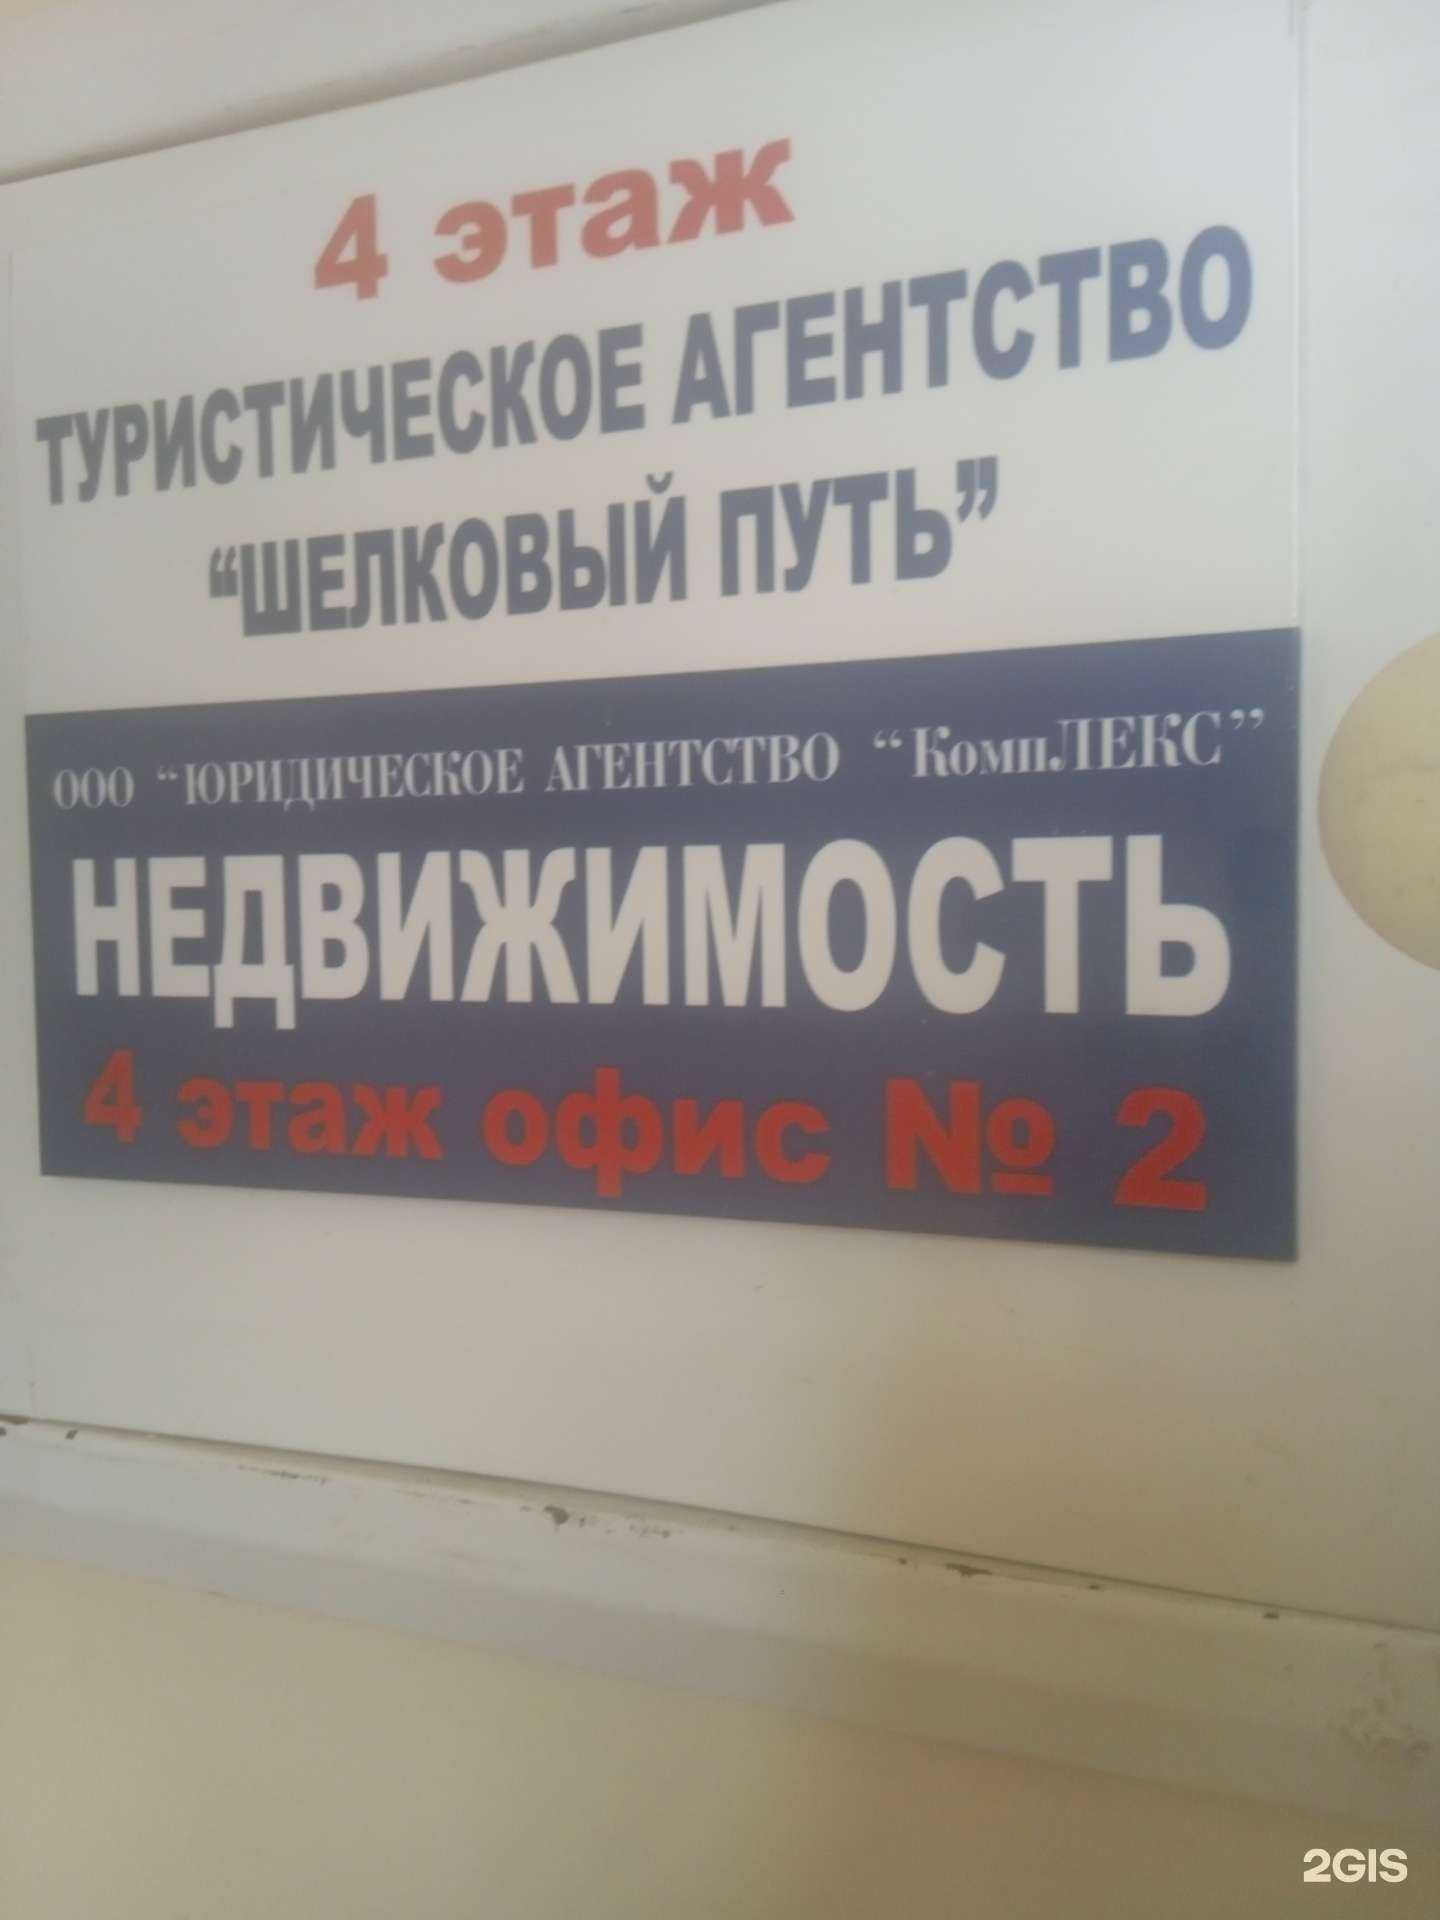 4 этаж
ТУРИСТИЧЕСКОЕ АГЕНТСТВО
“ШЕЛКОВЫЙ ПУТЬ”
ООО “ЮРИДИЧЕСКОЕ АГЕНТСТВО “КомпЛЕКС”
НЕДВИЖИМОСТЬ
4 этаж офис № 2
2GIS